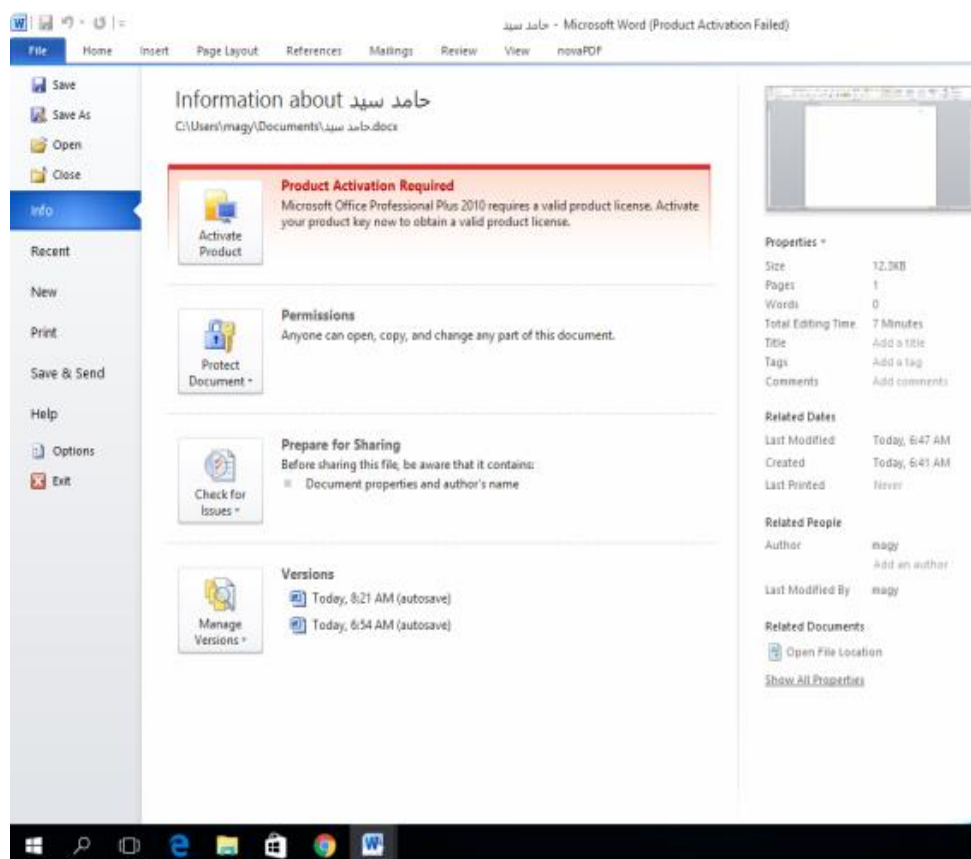 حامد سيد - Microsoft Word (Product Activation Failed)
File Home Insert Page Layout References Mailings Review View novaPDF
Save
Save As
Open
Close
Info
Recent
New
Print
Save & Send
Help
Options
Exit
Information about حامد سيد
C:\Users\magy\Documents\حامد سيد.docx
Activate Product
Product Activation Required
Microsoft Office Professional Plus 2010 requires a valid product license. Activate
your product key now to obtain a valid product license.
Protect Document
Permissions
Anyone can open, copy, and change any part of this document.
Check for Issues
Prepare for Sharing
Before sharing this file, be aware that it contains:
Document properties and author's name
Manage Versions
Versions
Today, 8:21 AM (autosave)
Today, 6:54 AM (autosave)
Properties
Size 12.3KB
Pages 1
Words 0
Total Editing Time 7 Minutes
Title Add a title
Tags Add a tag
Comments Add comments
Related Dates
Last Modified Today, 6:47 AM
Created Today, 6:41 AM
Last Printed Never
Related People
Author magy
Add an author
Last Modified By magy
Related Documents
Open File Location
Show All Properties